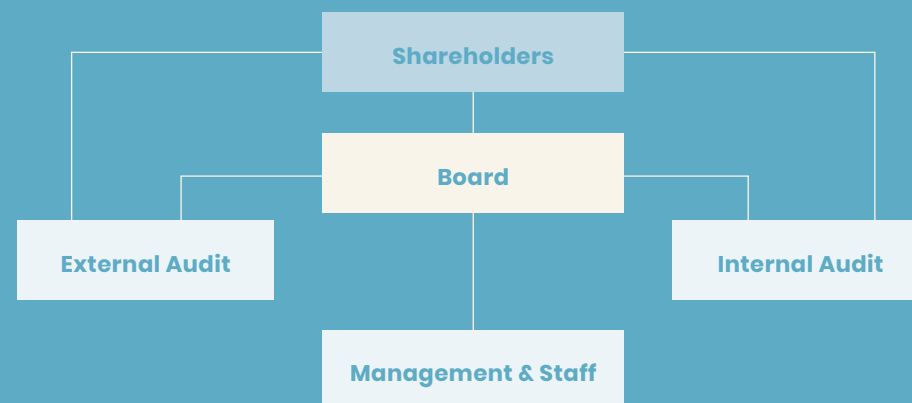 Shareholders
Board
External Audit
Internal Audit
Management & Staff